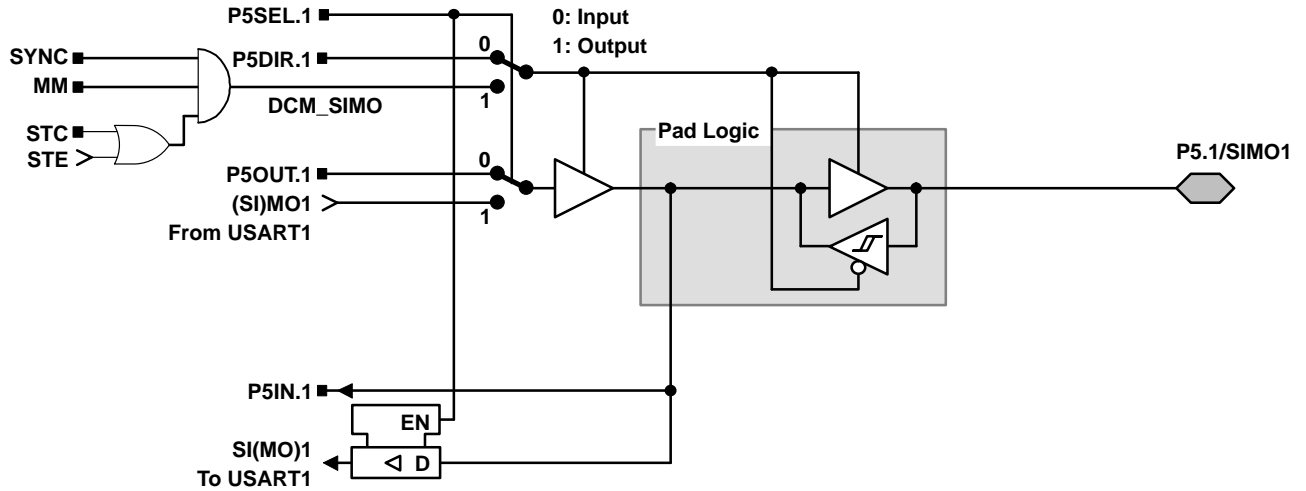 P5SEL.1
0: Input
1: Output
SYNC
P5DIR.1
0
MM
DCM_SIMO
1
STC
STE
Pad Logic
P5.1/SIMO1
P5OUT.1
0
(SI)MO1
1
From USART1
P5IN.1
EN
SI(MO)1
D
To USART1